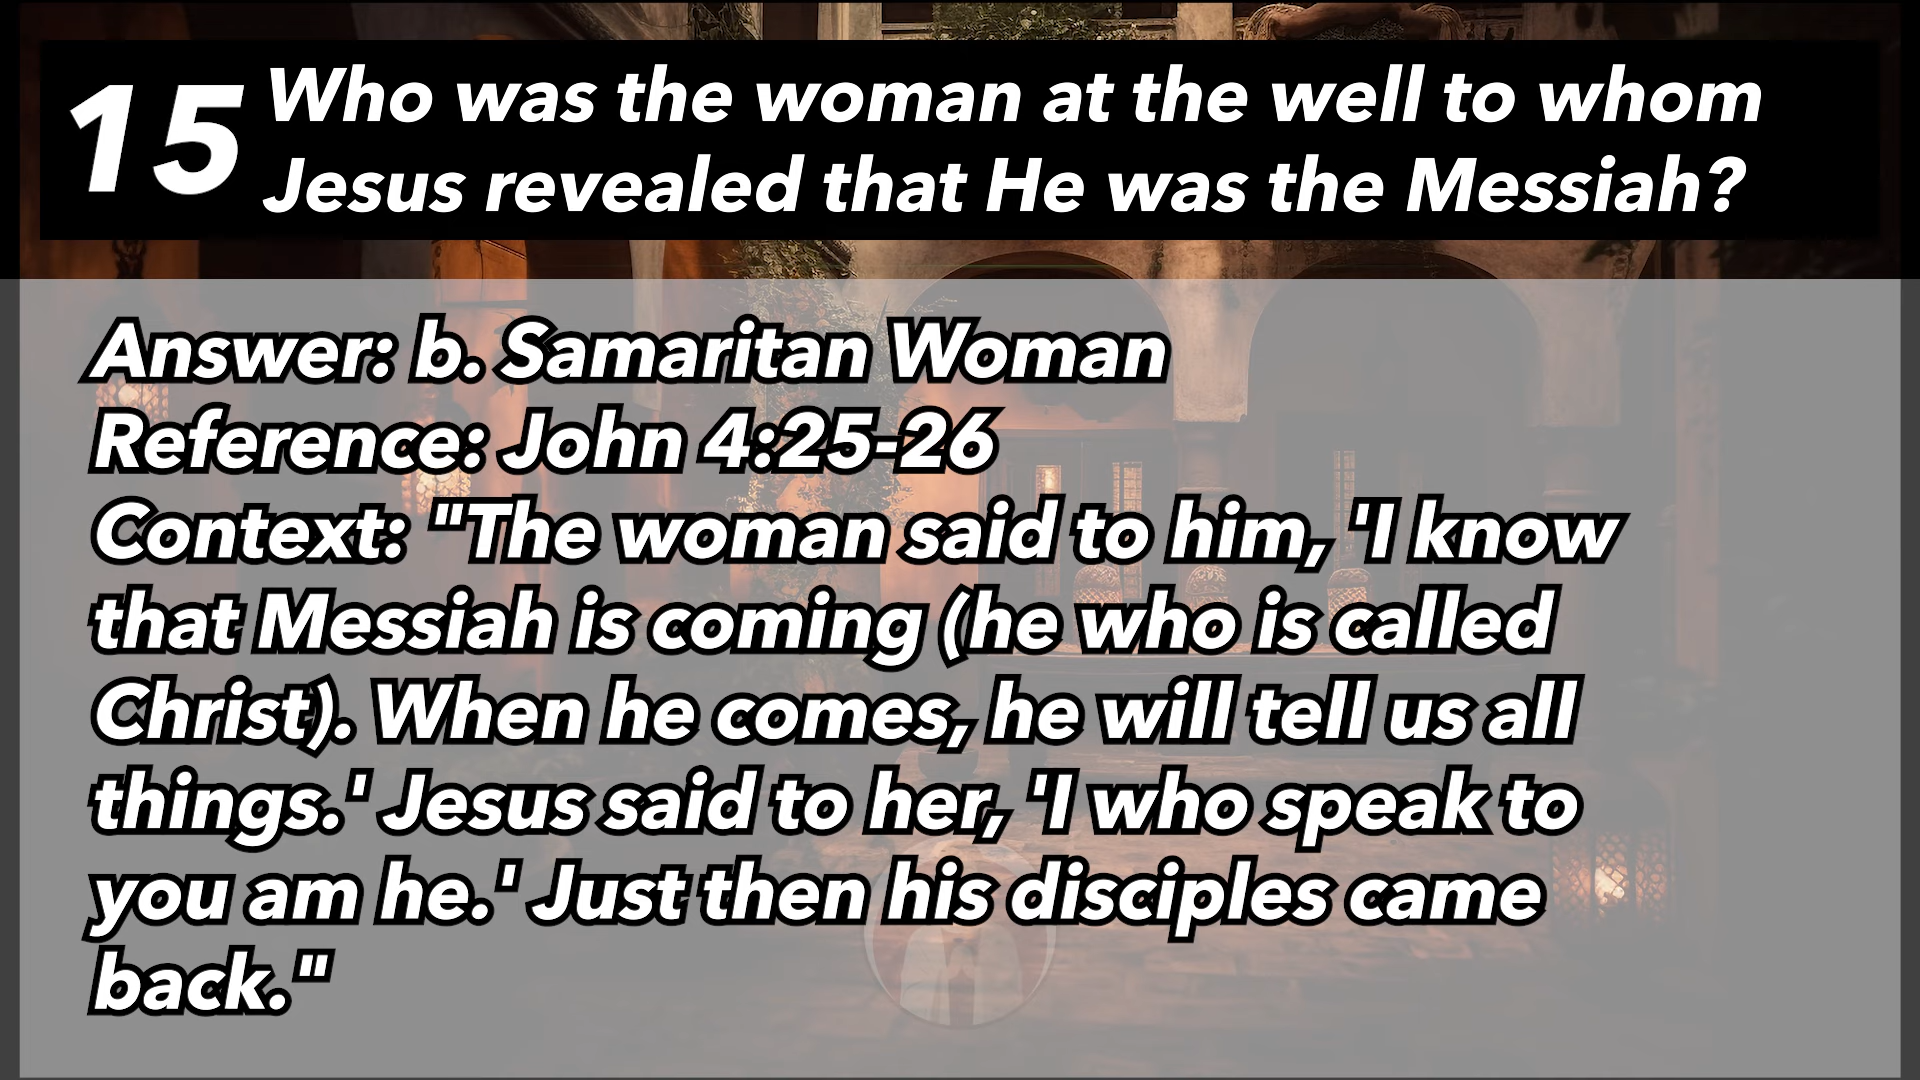 15
Who was the woman at the well to whom
Jesus revealed that He was the Messiah?
Answer: b. Samaritan Woman
Reference: John 4:25-26
Context: "The woman said to him, 'I know
that Messiah is coming (he who is called
Christ). When he comes, he will tell us all
things.' Jesus said to her, 'I who speak to
you am he.' Just then his disciples came
back."